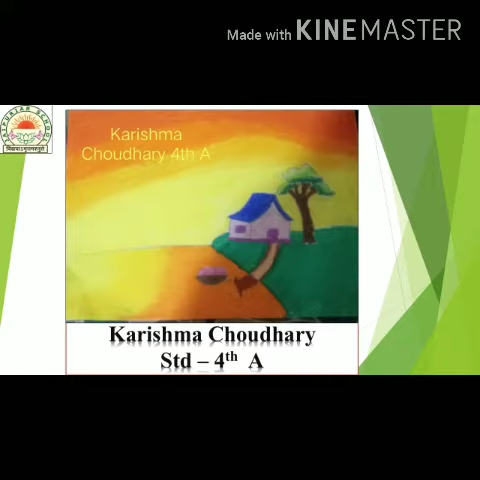 Made with KINEMASTER
Karishma
Choudhary 4th A
Karishma Choudhary
Std – 4th A